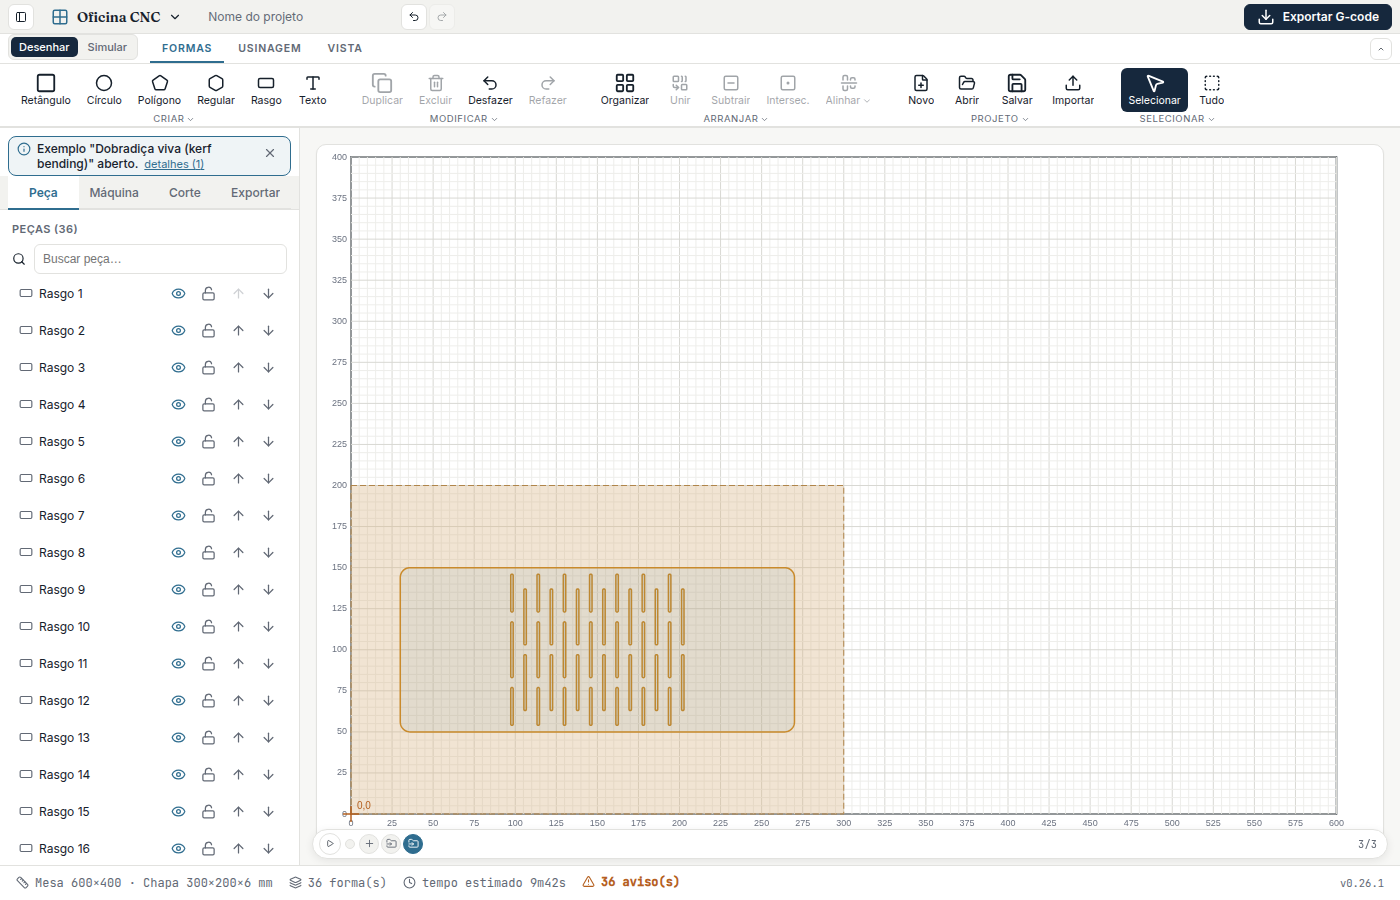 Oficina CNC
Nome do projeto
Exportar G-code
Desenhar
Simular
FORMAS
USINAGEM
VISTA
Retângulo
Círculo
Polígono
Regular
Rasgo
Texto
CRIAR
Duplicar
Excluir
Desfazer
Refazer
MODIFICAR
Organizar
Unir
Subtrair
Intersec.
Alinhar
ARRANJAR
Novo
Abrir
Salvar
Importar
PROJETO
Selecionar
Tudo
SELECIONAR
Exemplo "Dobradiça viva (kerf
bending)" aberto. detalhes (1)
Peça
Máquina
Corte
Exportar
PEÇAS (36)
Buscar peça…
Rasgo 1
Rasgo 2
Rasgo 3
Rasgo 4
Rasgo 5
Rasgo 6
Rasgo 7
Rasgo 8
Rasgo 9
Rasgo 10
Rasgo 11
Rasgo 12
Rasgo 13
Rasgo 14
Rasgo 15
Rasgo 16
400
375
350
325
300
275
250
225
200
175
150
125
100
75
50
25
0
0,0
0 25 50 75 100 125 150 175 200 225 250 275 300 325 350 375 400 425 450 475 500 525 550 575 600
3/3
Mesa 600×400 · Chapa 300×200×6 mm
36 forma(s)
tempo estimado 9m42s
36 aviso(s)
v0.26.1